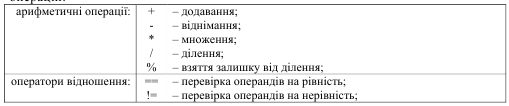 арифметичні операції: + – додавання;
- – віднімання;
* – множення;
/ – ділення;
% – взяття залишку від ділення;
оператори відношення: == – перевірка операндів на рівність;
!= – перевірка операндів на нерівність;